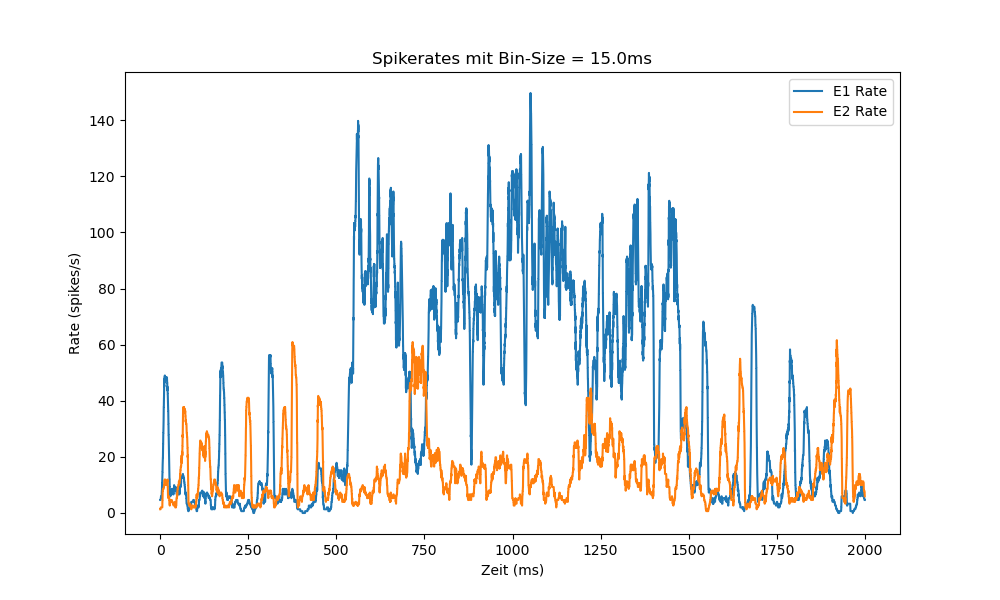 Spikerates mit Bin-Size = 15.0ms
E1 Rate
E2 Rate
Rate (spikes/s)
140
120
100
80
60
40
20
0
0 250 500 750 1000 1250 1500 1750 2000
Zeit (ms)